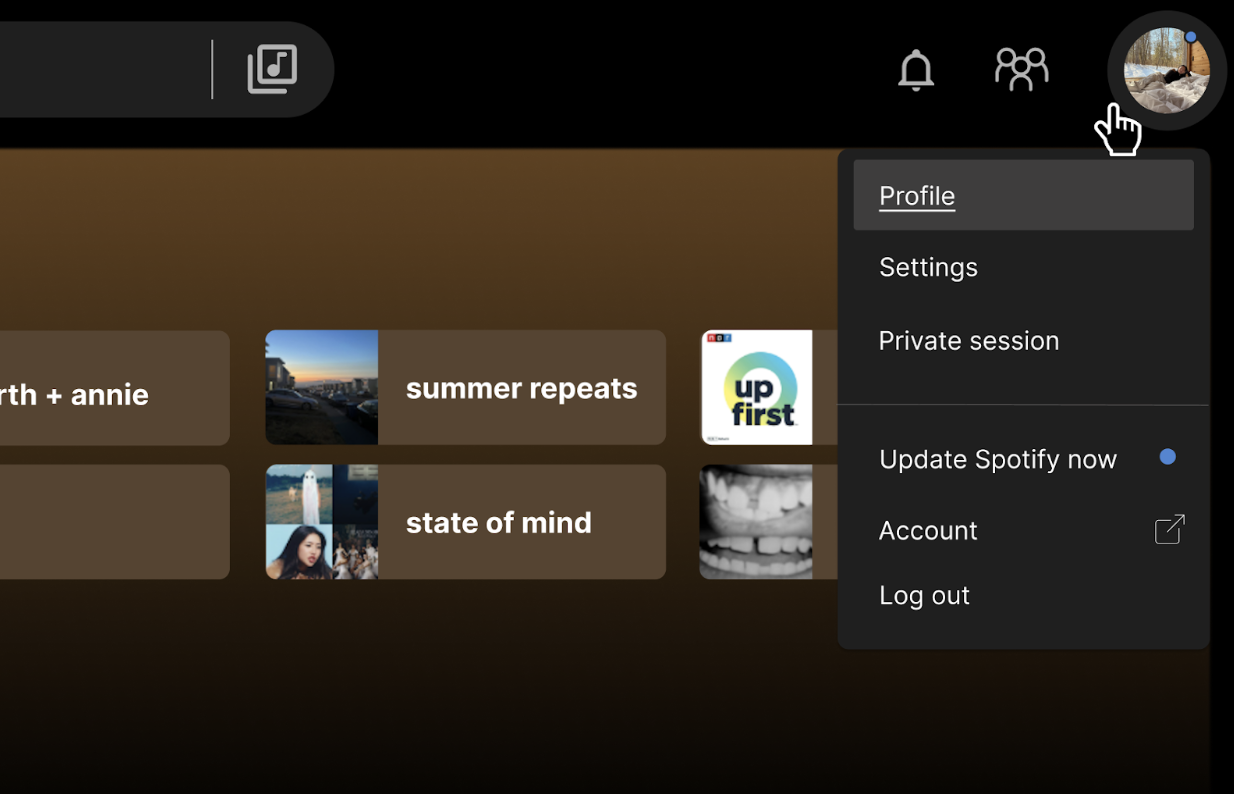 Profile
Settings
Private session
rth + annie
summer repeats
npr
up
first
Update Spotify now
state of mind
Account
Log out